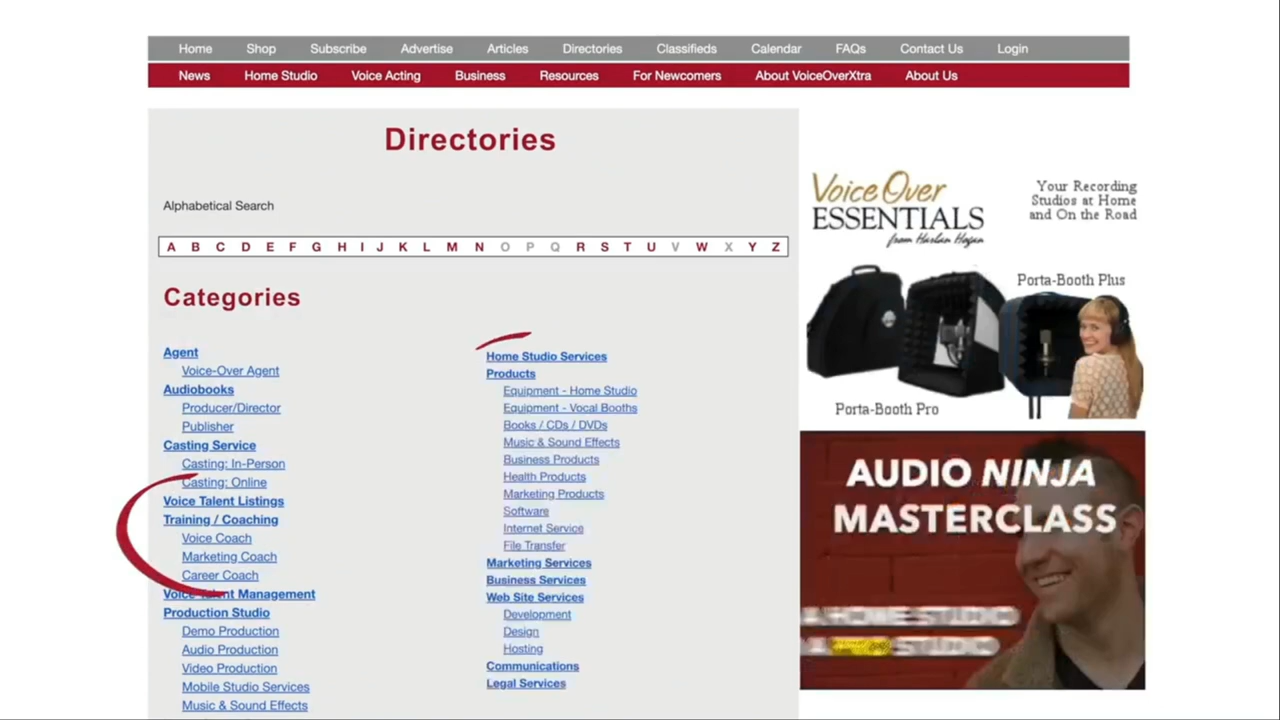 Home Shop Subscribe Advertise Articles Directories Classifieds Calendar FAQs Contact Us Login
News Home Studio Voice Acting Business Resources For Newcomers About VoiceOverXtra About Us
Directories
Alphabetical Search
A B C D E F G H I J K L M N O P Q R S T U V W X Y Z
Categories
Agent
Voice-Over Agent
Audiobooks
Producer/Director
Publisher
Casting Service
Casting: In-Person
Casting: Online
Voice Talent Listings
Training / Coaching
Voice Coach
Marketing Coach
Career Coach
Voice Talent Management
Production Studio
Demo Production
Audio Production
Video Production
Mobile Studio Services
Music & Sound Effects
Home Studio Services
Products
Equipment - Home Studio
Equipment - Vocal Booths
Books / CDs / DVDs
Music & Sound Effects
Business Products
Health Products
Marketing Products
Software
Internet Service
File Transfer
Marketing Services
Business Services
Web Site Services
Development
Design
Hosting
Communications
Legal Services
VoiceOver
ESSENTIALS
from Harlan Hogan
Your Recording
Studios at Home
and On the Road
Porta-Booth Plus
Porta-Booth Pro
AUDIO NINJA
MASTERCLASS